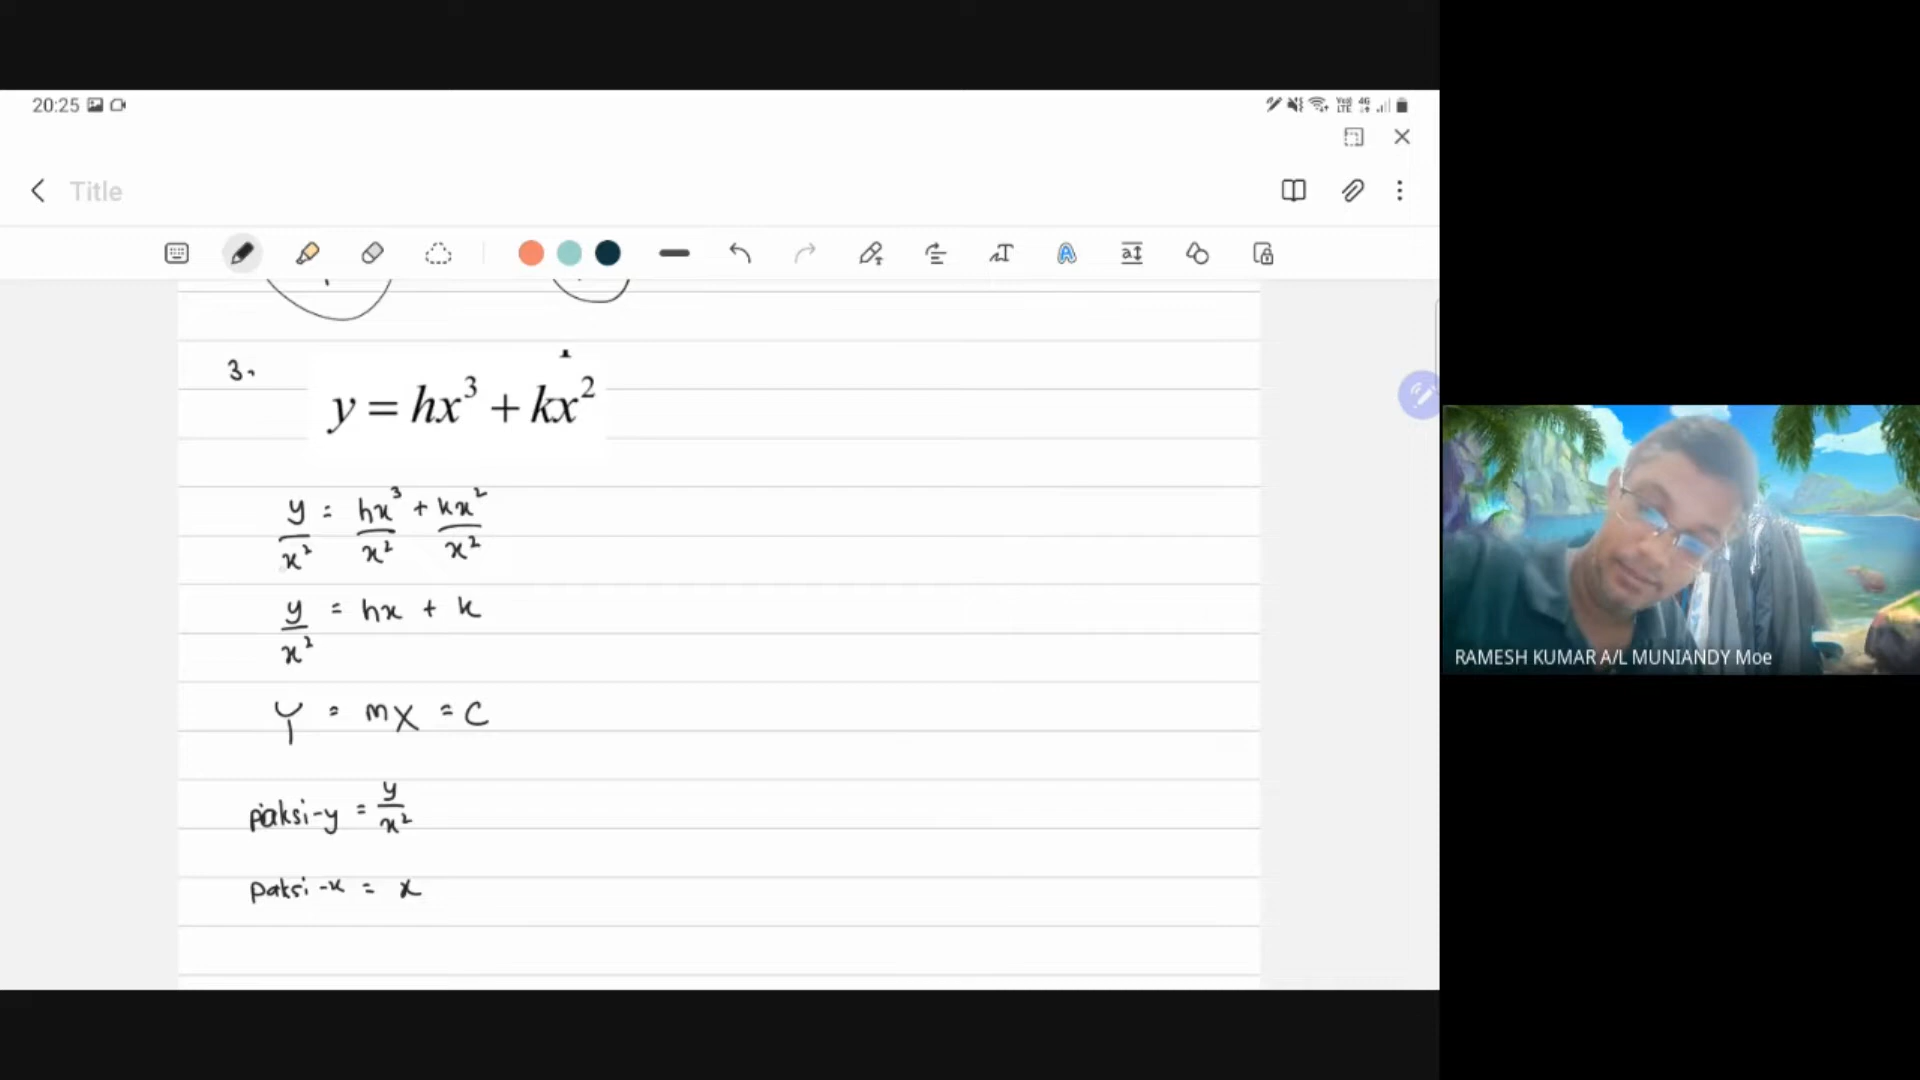 20:25
Title
3.
y = hx³ + kx²
y/x² = hx³/x² + kx²/x²
y/x² = hx + k
Y = mX = C
paksi-y = y/x²
paksi-x = x
RAMESH KUMAR A/L MUNIANDY Moe